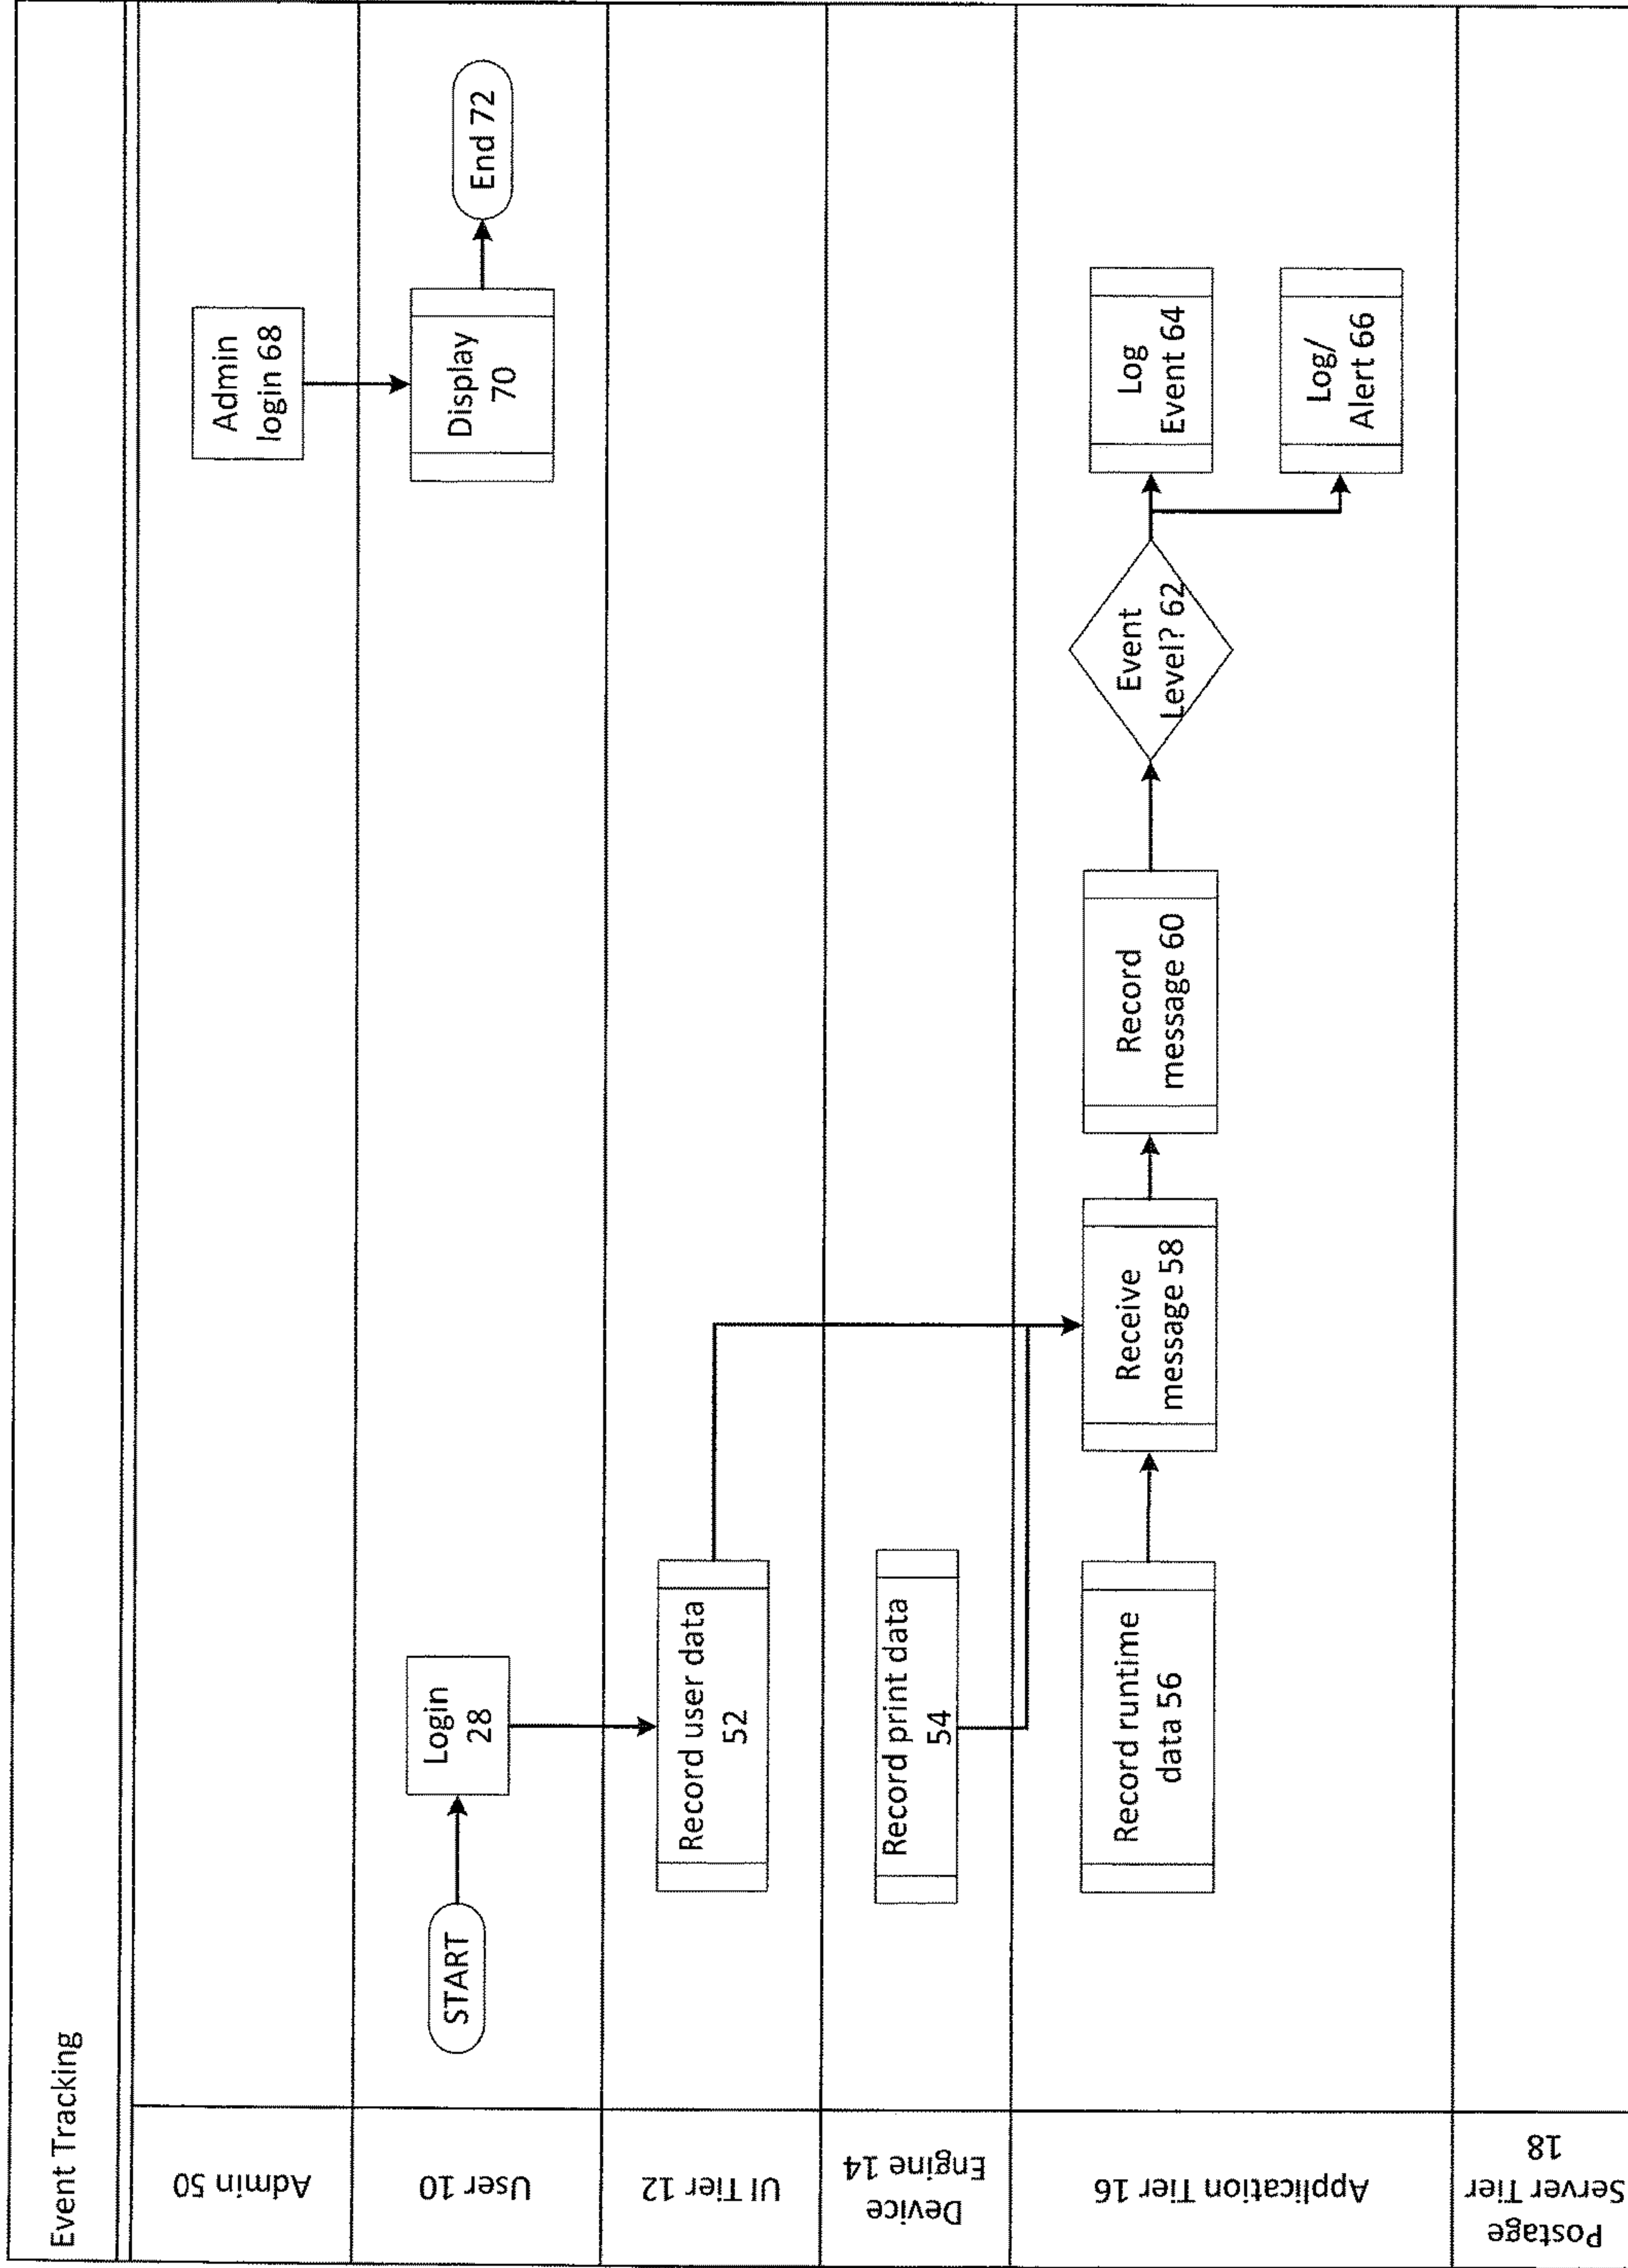 Event Tracking
Admin 50
Admin
login 68
User 10
START
Login
28
Display
70
End 72
UI Tier 12
Record user data
52
Device
Engine 14
Record print data
54
Application Tier 16
Record runtime
data 56
Receive
message 58
Record
message 60
Event
Level? 62
Log
Event 64
Log/
Alert 66
Postage
Server Tier
18